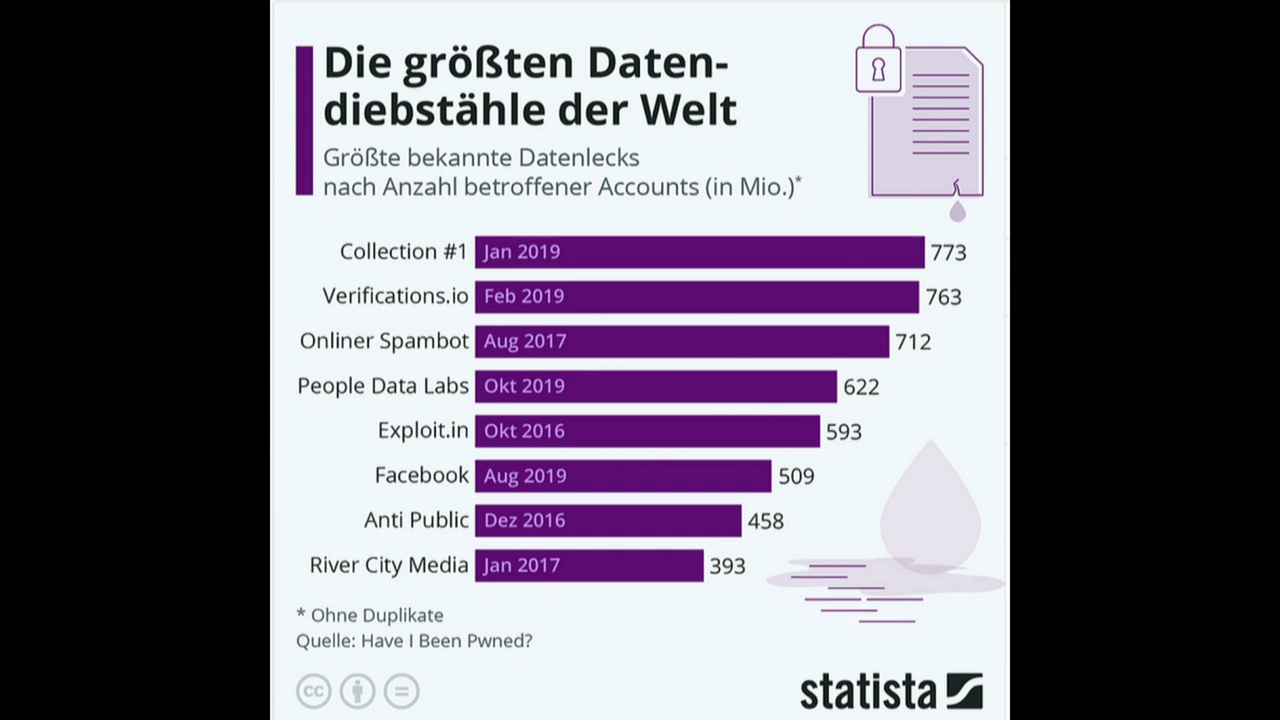 Die größten Daten-
diebstähle der Welt
Größte bekannte Datenlecks
nach Anzahl betroffener Accounts (in Mio.)*
Collection #1 Jan 2019 773
Verifications.io Feb 2019 763
Onliner Spambot Aug 2017 712
People Data Labs Okt 2019 622
Exploit.in Okt 2016 593
Facebook Aug 2019 509
Anti Public Dez 2016 458
River City Media Jan 2017 393
* Ohne Duplikate
Quelle: Have I Been Pwned?
cc
statista